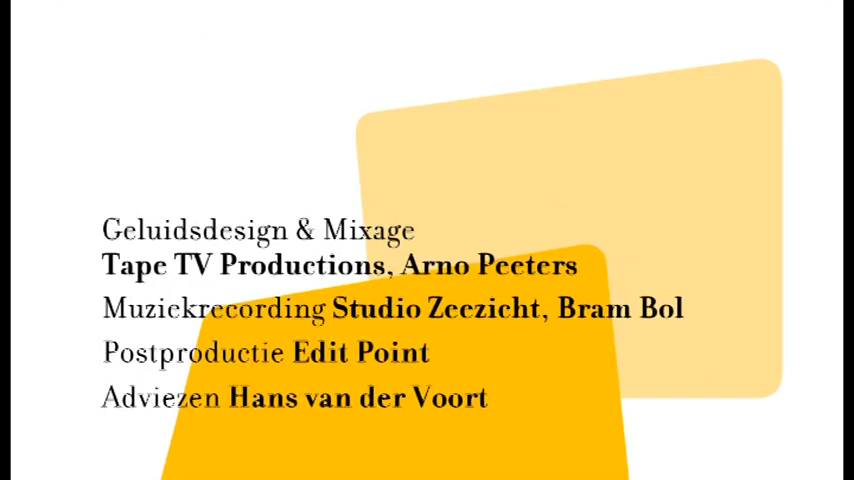 Geluidsdesign & Mixage
Tape TV Productions, Arno Peeters
Muziekrecording Studio Zeezicht, Bram Bol
Postproductie Edit Point
Adviezen Hans van der Voort